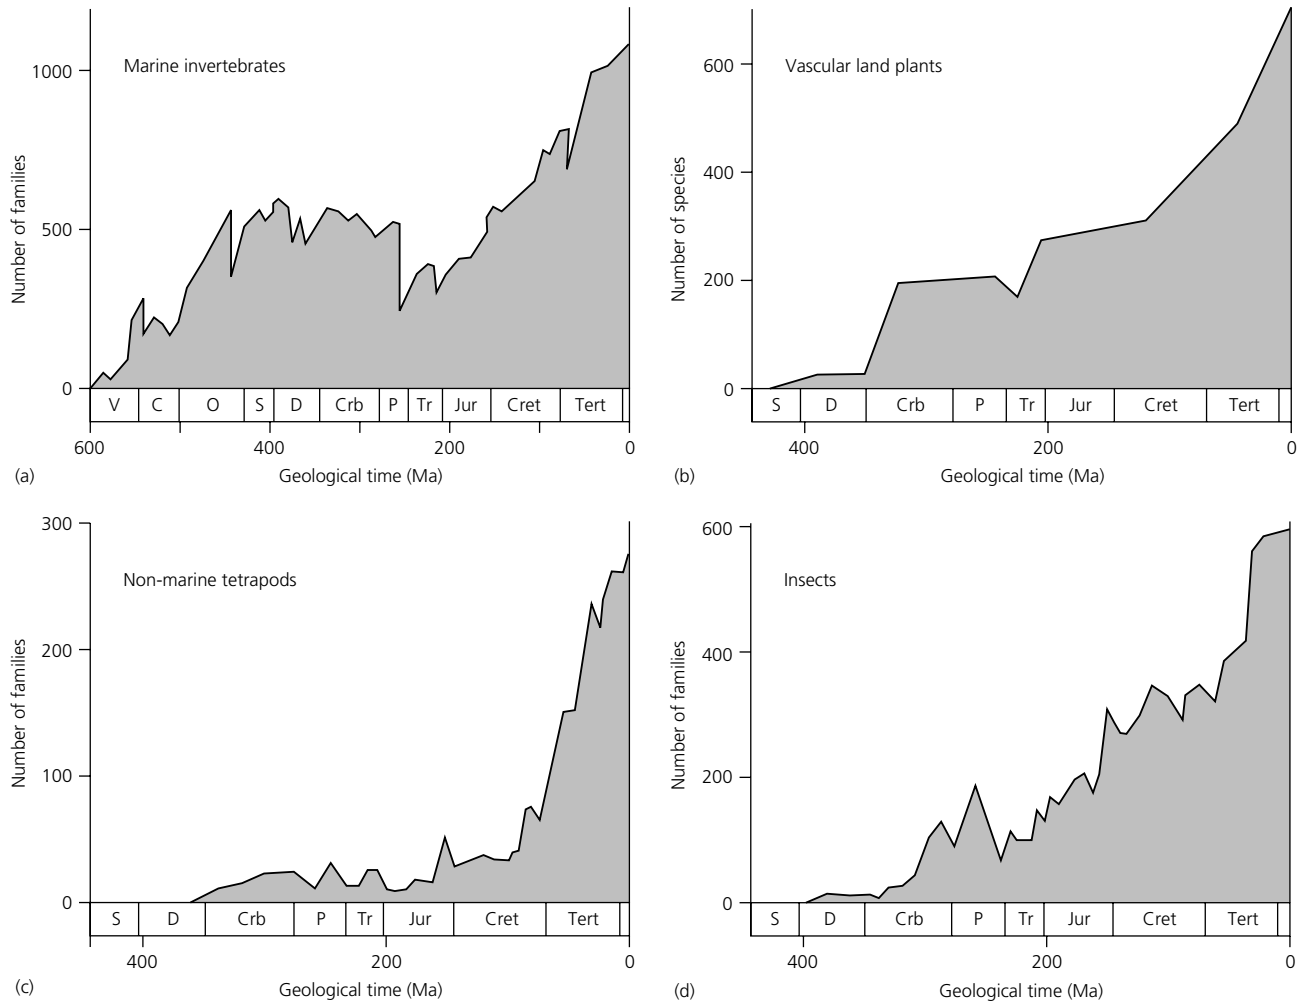 Marine invertebrates
Number of families
1000
500
0
V C O S D Crb P Tr Jur Cret Tert
600 400 200 0
(a) Geological time (Ma)
Vascular land plants
Number of species
600
400
200
0
S D Crb P Tr Jur Cret Tert
400 200 0
(b) Geological time (Ma)
Non-marine tetrapods
Number of families
300
200
100
0
S D Crb P Tr Jur Cret Tert
400 200 0
(c) Geological time (Ma)
Insects
Number of families
600
400
200
0
S D Crb P Tr Jur Cret Tert
400 200 0
(d) Geological time (Ma)